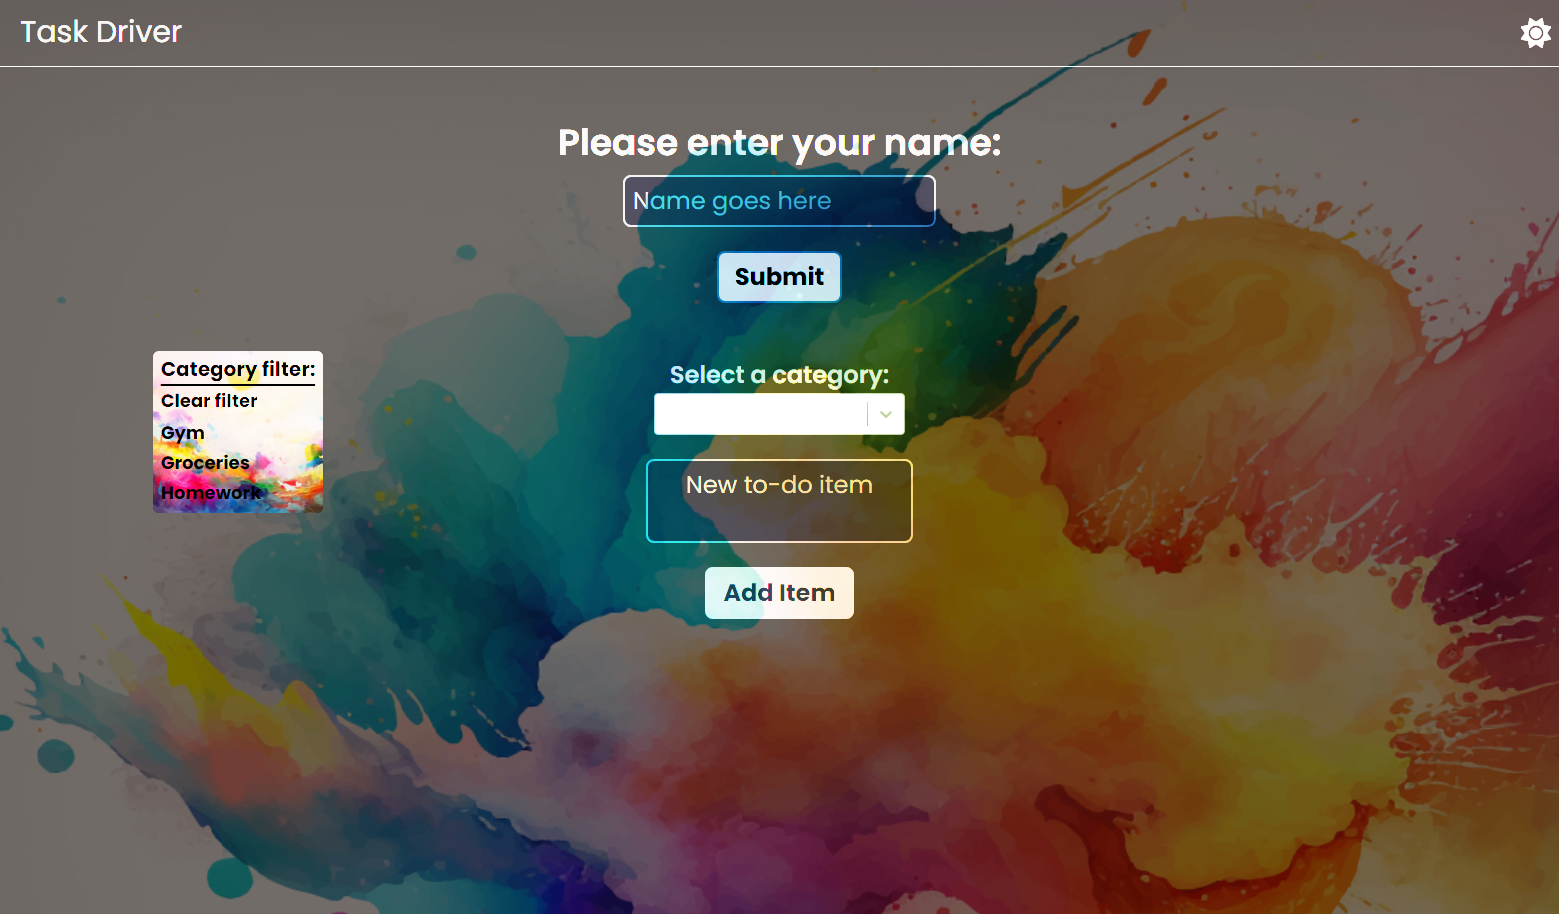 Task Driver
Please enter your name:
Name goes here
Submit
Category filter:
Clear filter
Gym
Groceries
Homework
Select a category:
New to-do item
Add Item